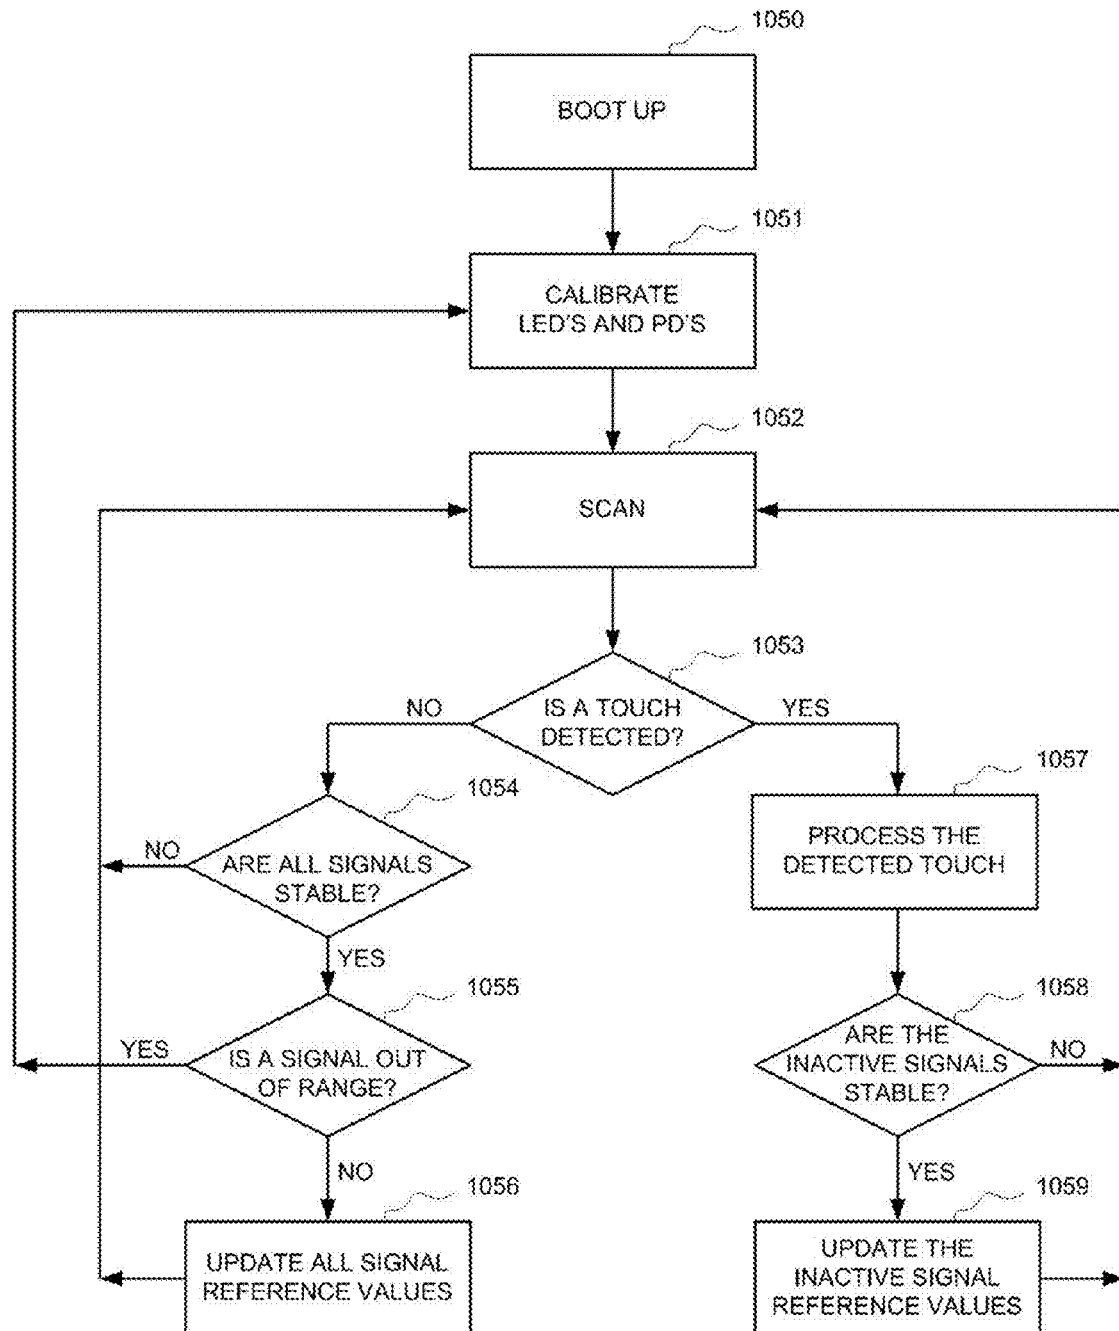 1050
BOOT UP
1051
CALIBRATE
LED'S AND PD'S
1052
SCAN
1053
IS A TOUCH
DETECTED?
NO
YES
1054
ARE ALL SIGNALS
STABLE?
NO
YES
1055
IS A SIGNAL OUT
OF RANGE?
YES
NO
1056
UPDATE ALL SIGNAL
REFERENCE VALUES
1057
PROCESS THE
DETECTED TOUCH
1058
ARE THE
INACTIVE SIGNALS
STABLE?
NO
YES
1059
UPDATE THE
INACTIVE SIGNAL
REFERENCE VALUES